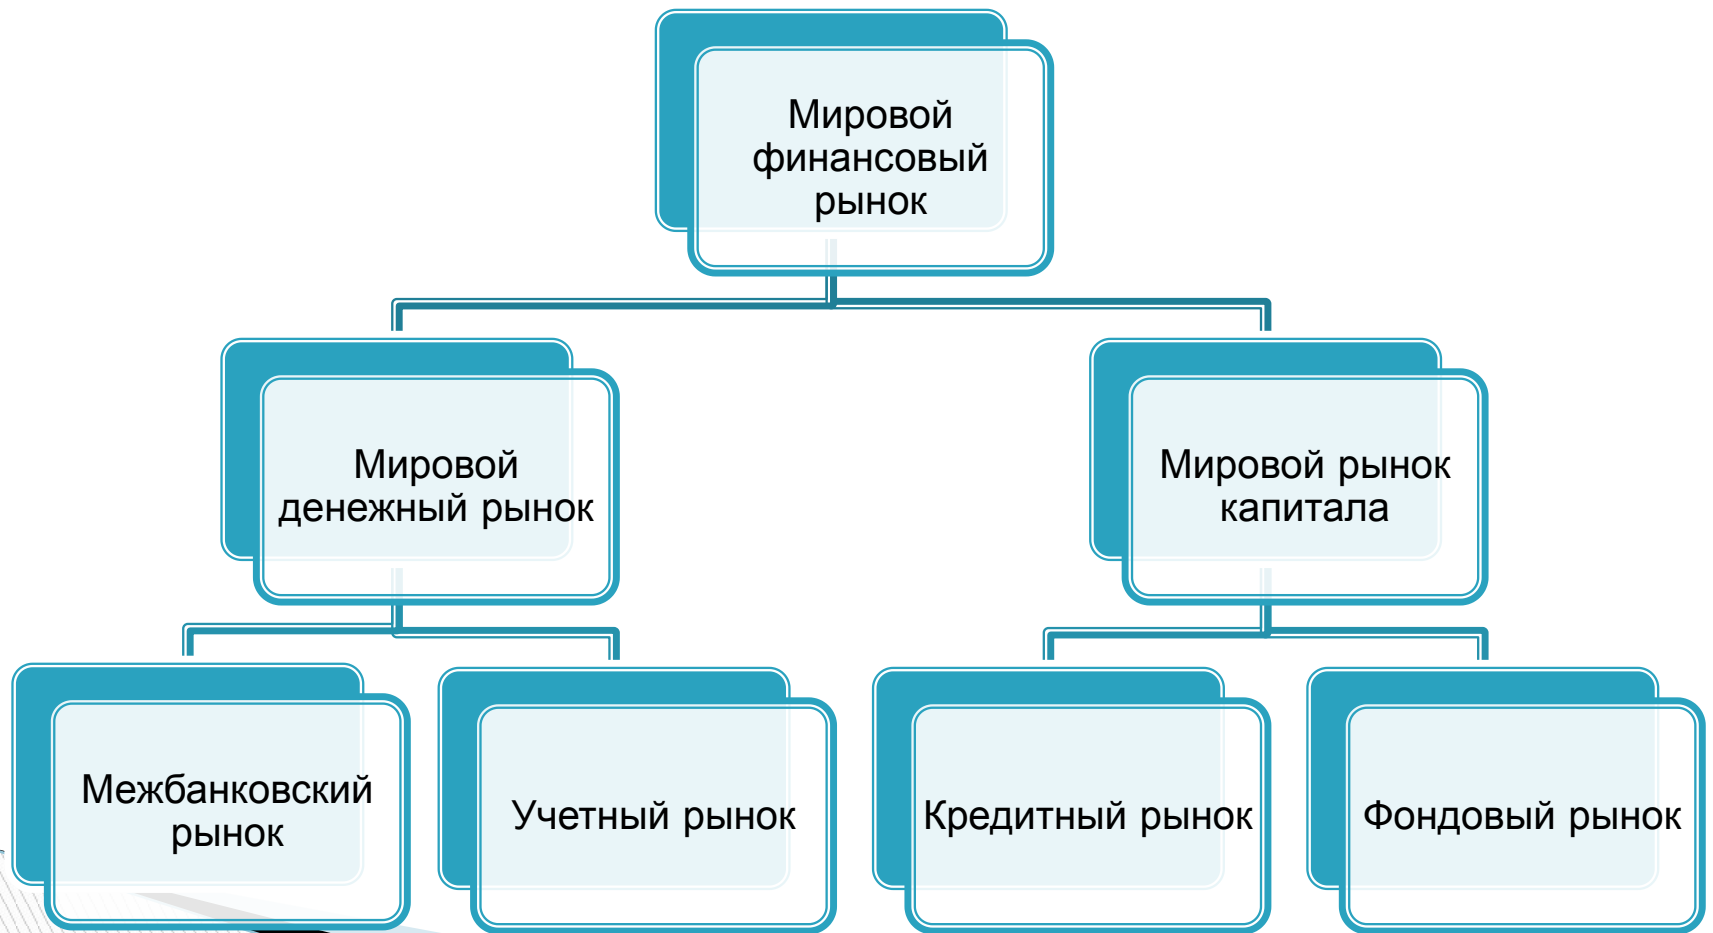 Мировой
финансовый
рынок
Мировой
денежный рынок
Мировой рынок
капитала
Межбанковский
рынок
Учетный рынок
Кредитный рынок
Фондовый рынок